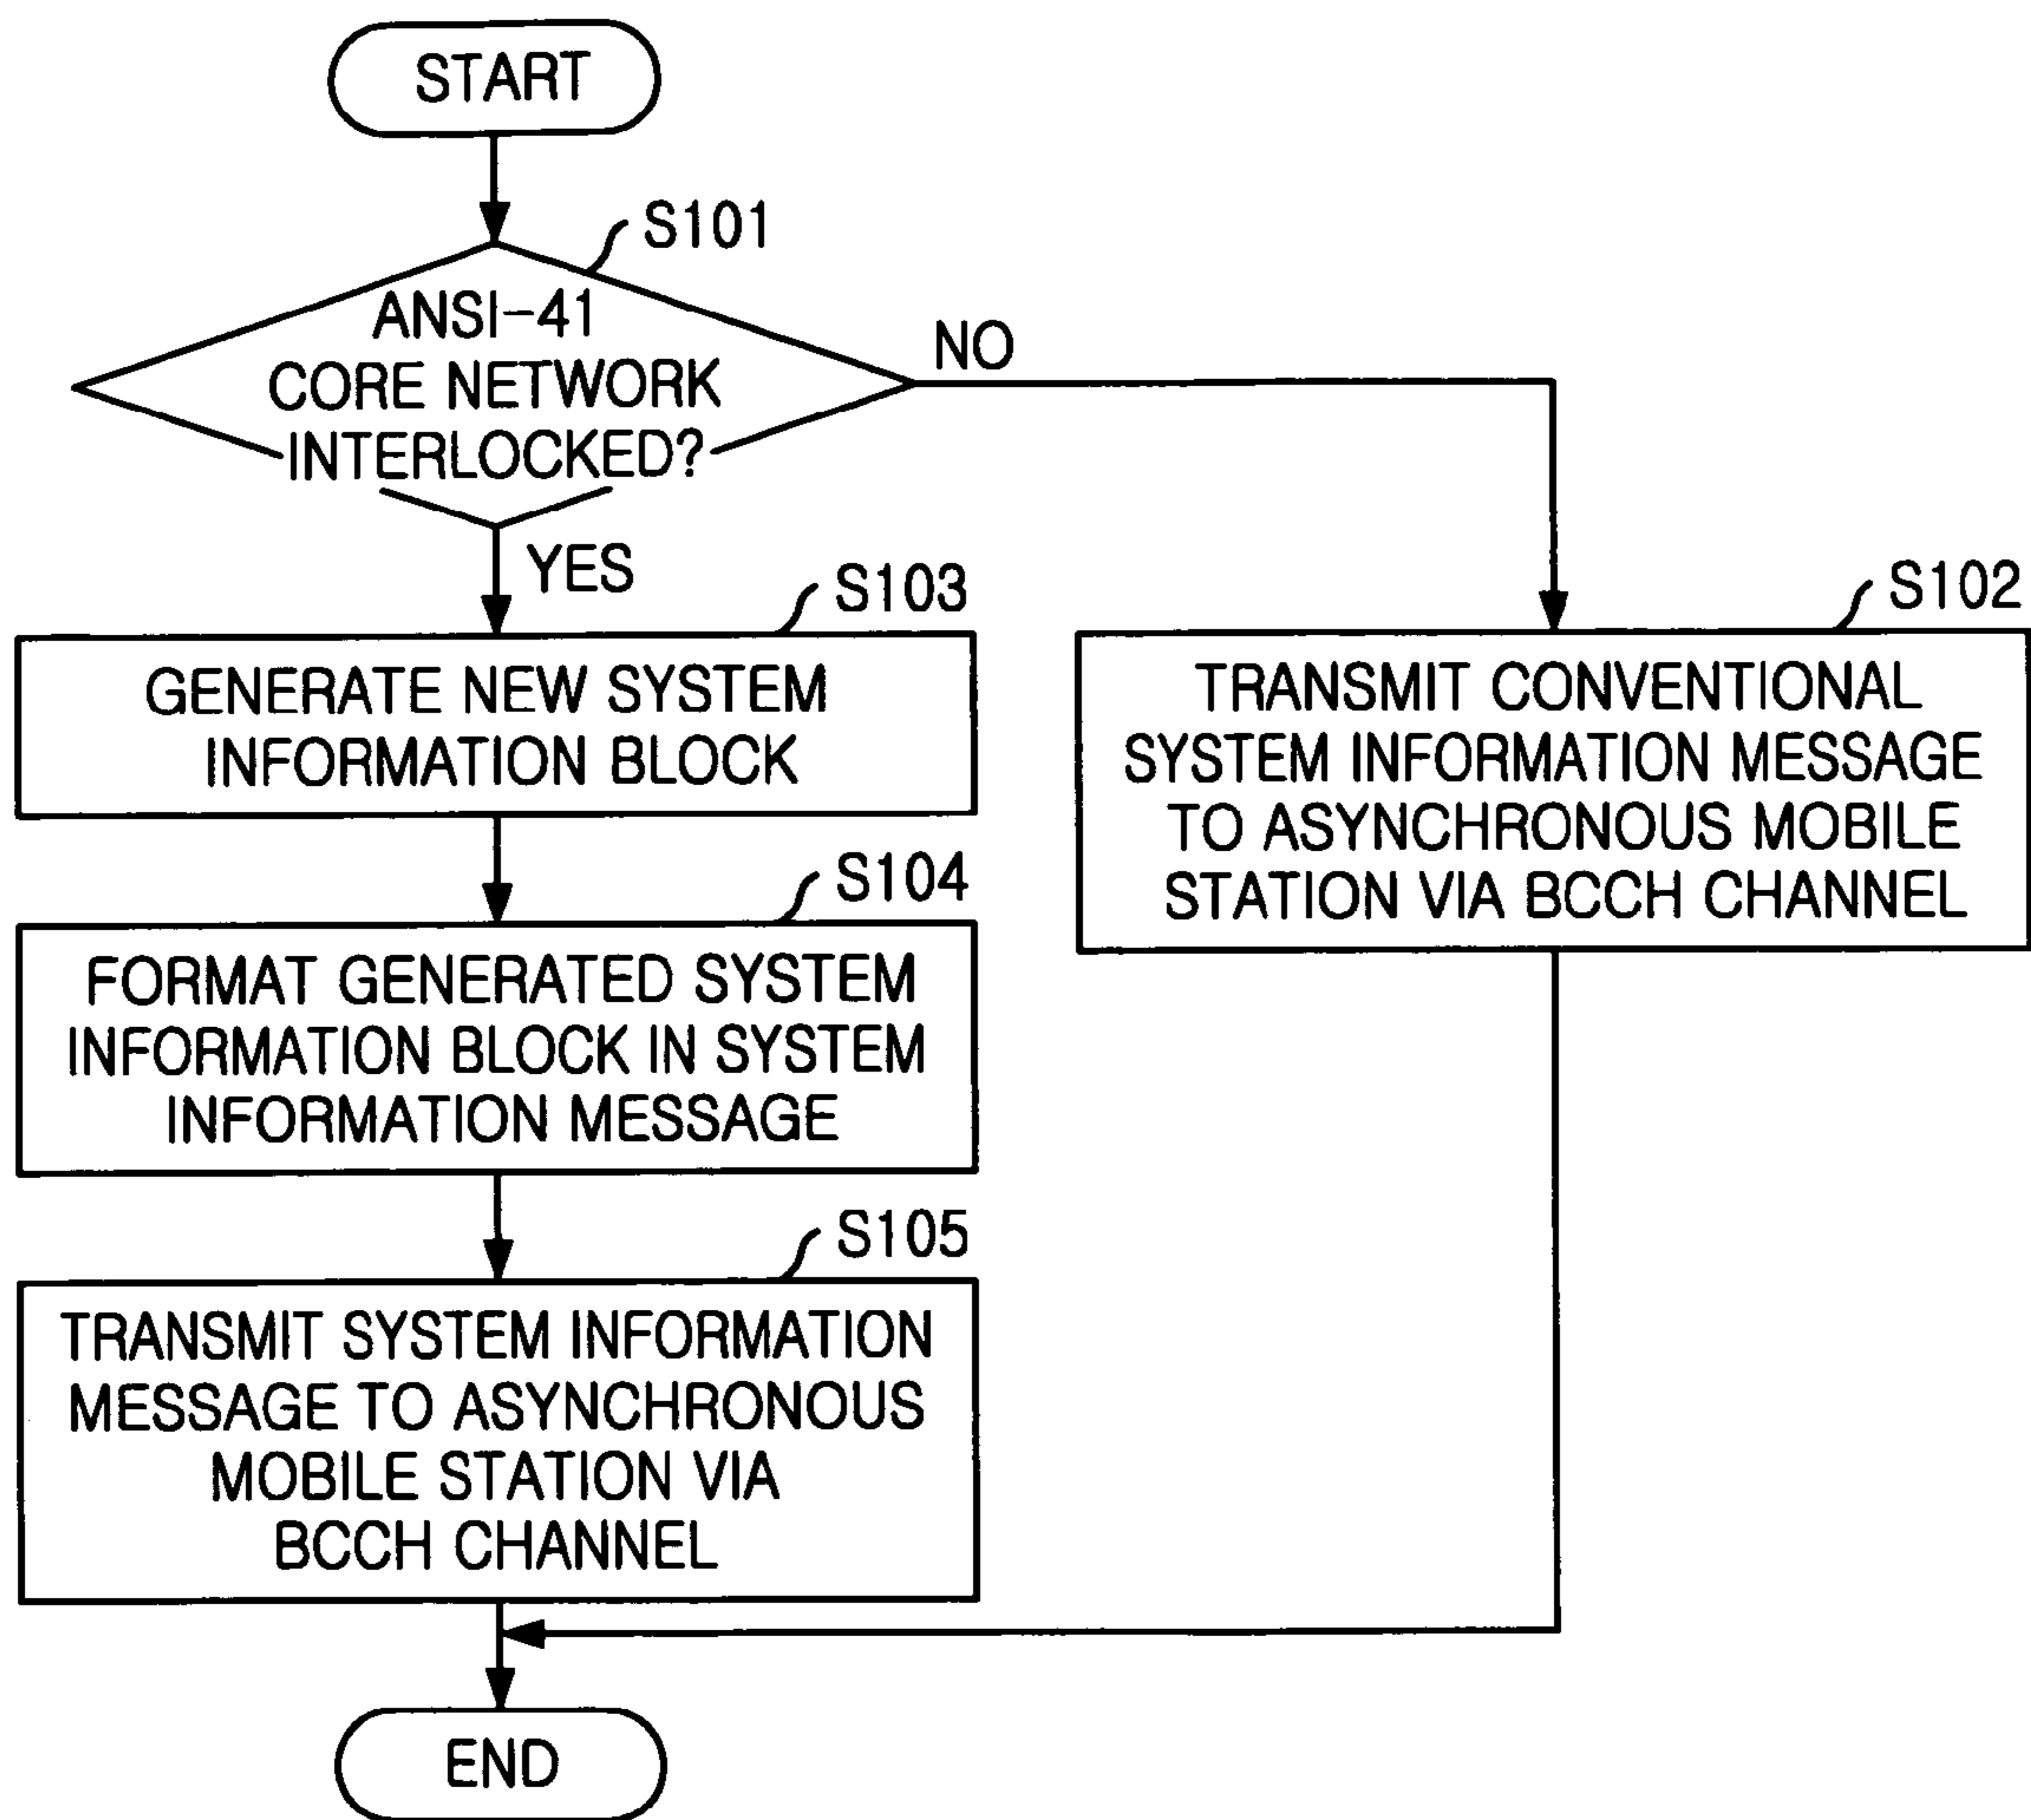 START
S101
ANSI-41
CORE NETWORK
INTERLOCKED?
NO
YES
S103
GENERATE NEW SYSTEM
INFORMATION BLOCK
S102
TRANSMIT CONVENTIONAL
SYSTEM INFORMATION MESSAGE
TO ASYNCHRONOUS MOBILE
STATION VIA BCCH CHANNEL
S104
FORMAT GENERATED SYSTEM
INFORMATION BLOCK IN SYSTEM
INFORMATION MESSAGE
S105
TRANSMIT SYSTEM INFORMATION
MESSAGE TO ASYNCHRONOUS
MOBILE STATION VIA
BCCH CHANNEL
END